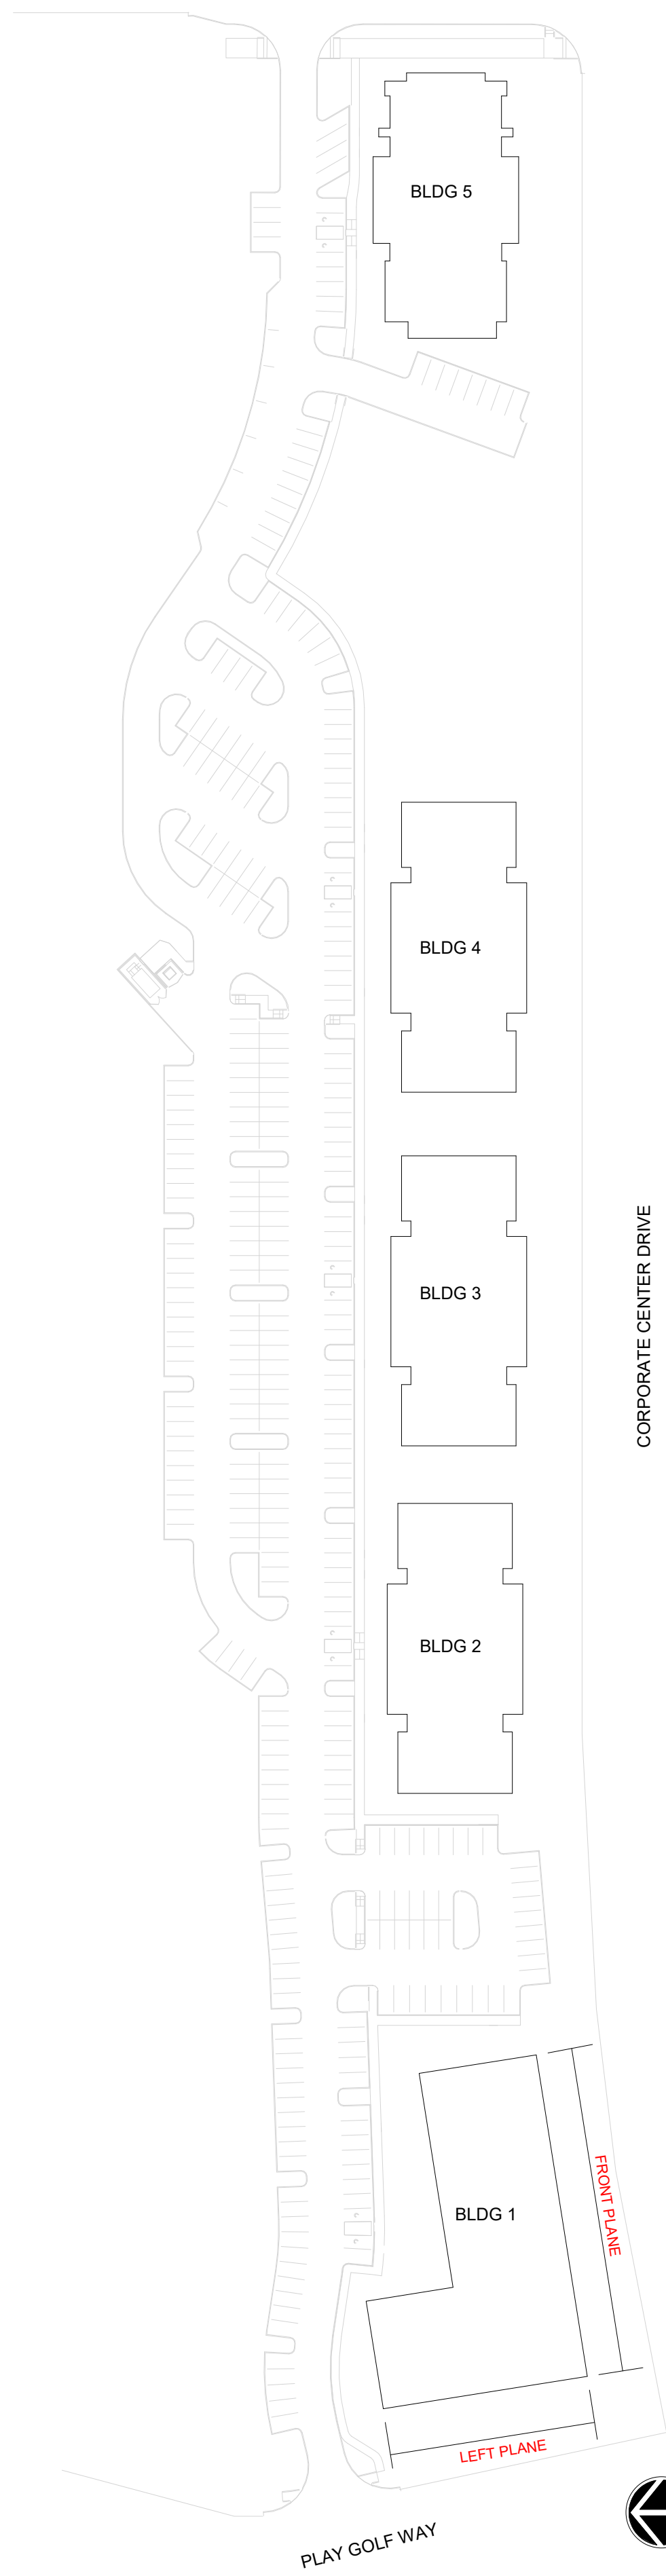 BLDG 5
BLDG 4
CORPORATE CENTER DRIVE
BLDG 3
BLDG 2
BLDG 1
FRONT PLANE
LEFT PLANE
PLAY GOLF WAY